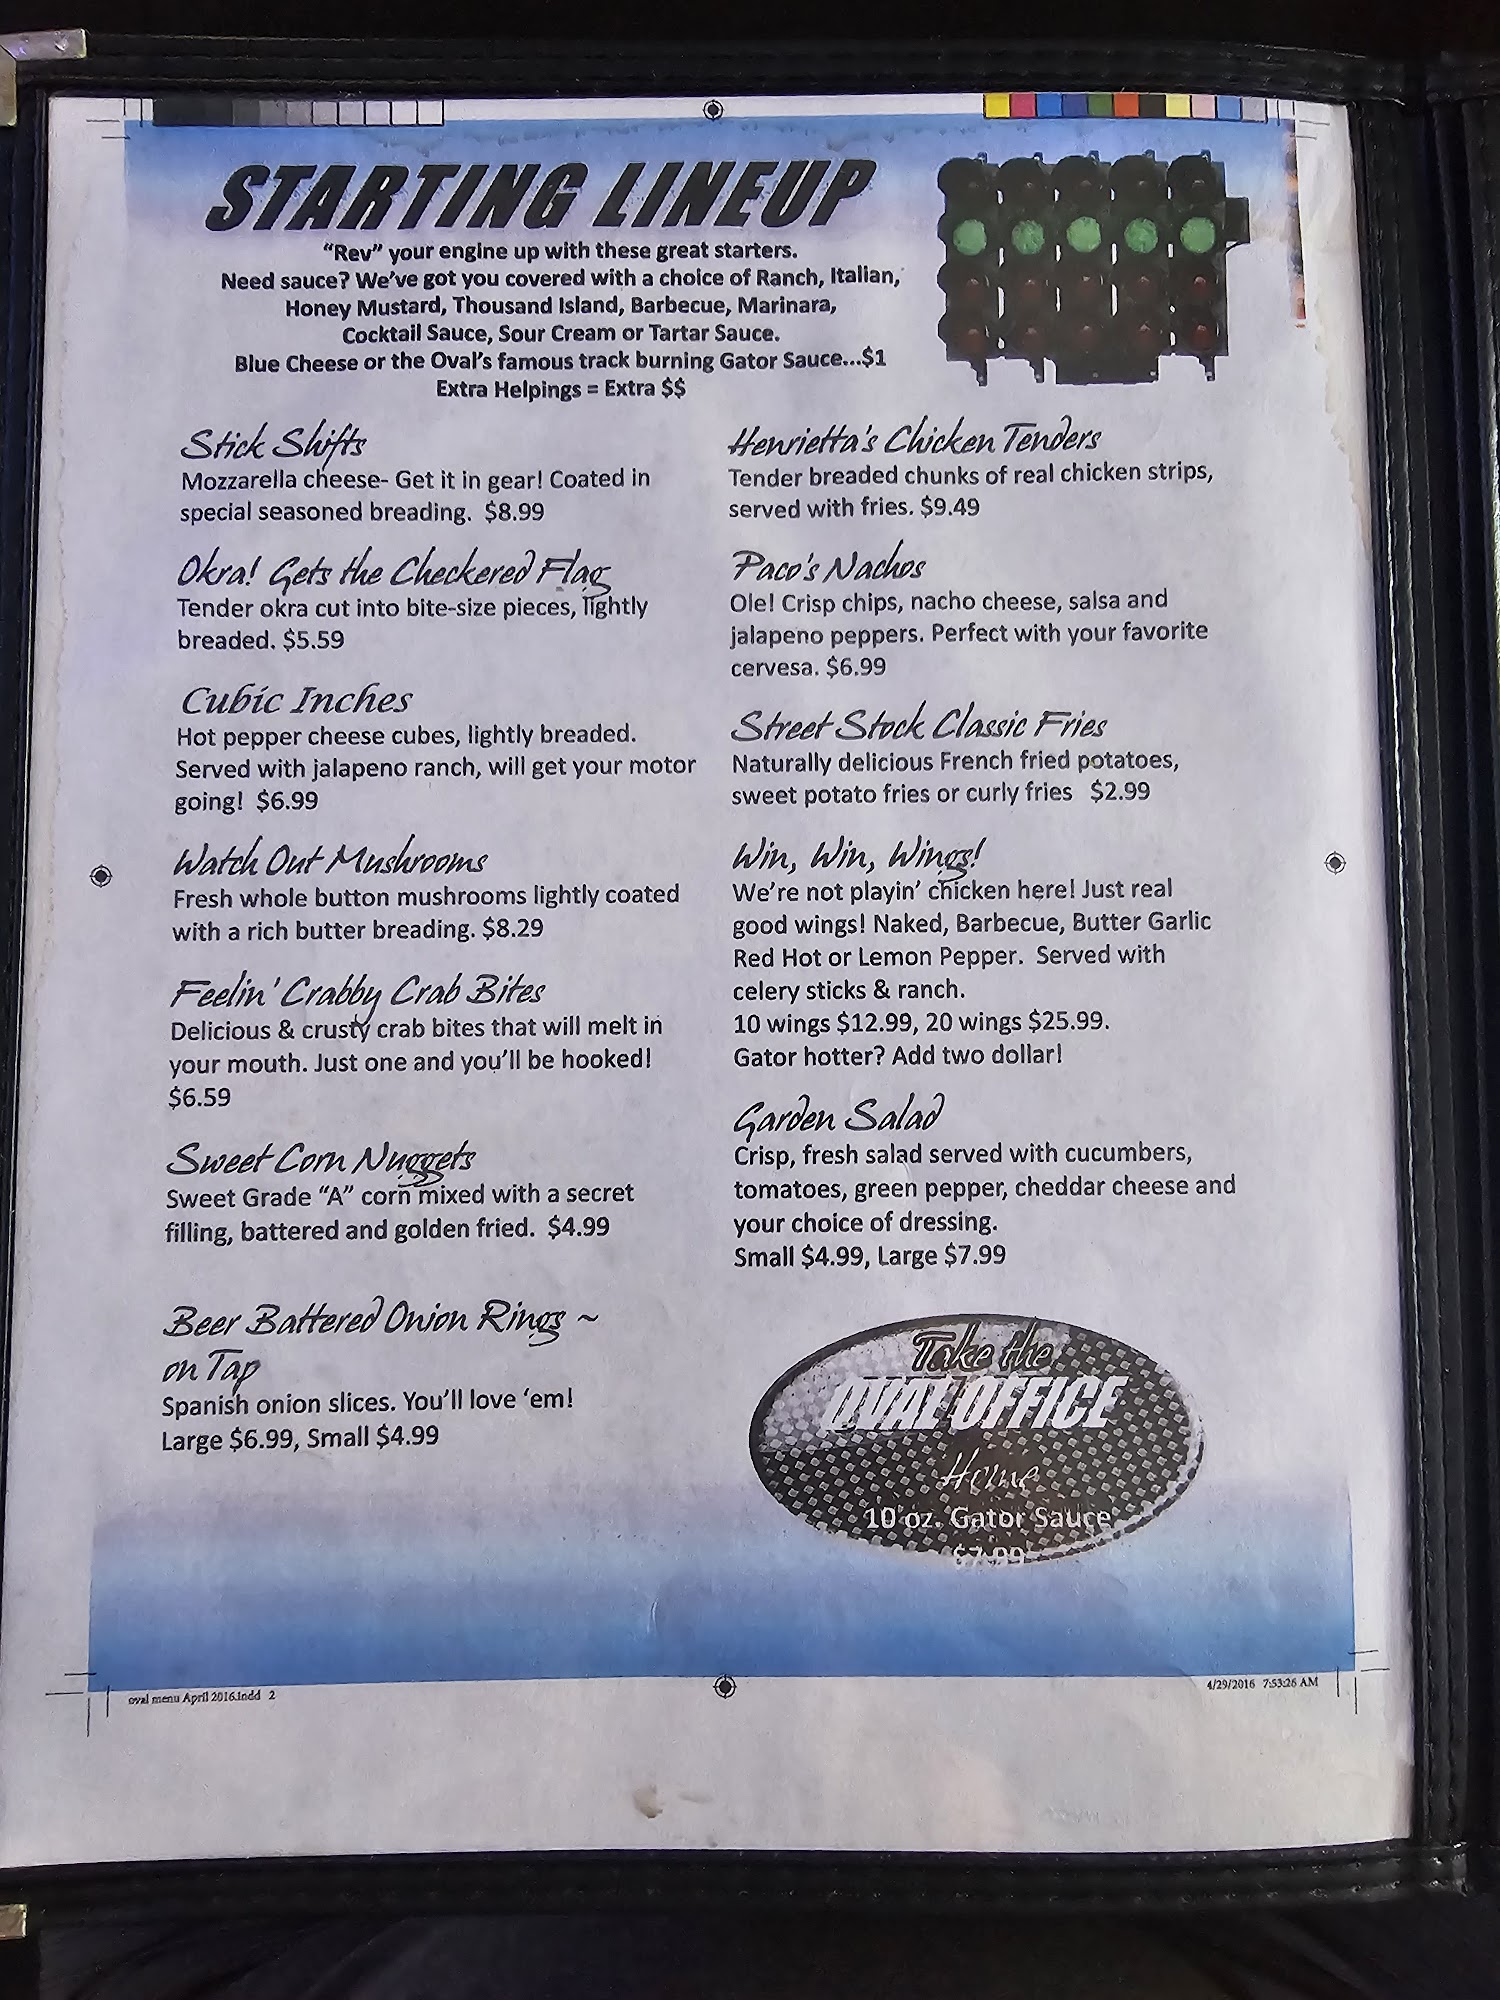 STARTING LINEUP
"Rev" your engine up with these great starters.
Need sauce? We've got you covered with a choice of Ranch, Italian,
Honey Mustard, Thousand Island, Barbecue, Marinara,
Cocktail Sauce, Sour Cream or Tartar Sauce.
Blue Cheese or the Oval's famous track burning Gator Sauce...$1
Extra Helpings = Extra $$
Stick Shifts
Mozzarella cheese- Get it in gear! Coated in
special seasoned breading. $8.99
Okra! Gets the Checkered Flag
Tender okra cut into bite-size pieces, lightly
breaded. $5.59
Cubic Inches
Hot pepper cheese cubes, lightly breaded.
Served with jalapeno ranch, will get your motor
going! $6.99
Watch Out Mushrooms
Fresh whole button mushrooms lightly coated
with a rich butter breading. $8.29
Feelin' Crabby Crab Bites
Delicious & crusty crab bites that will melt in
your mouth. Just one and you'll be hooked!
$6.59
Sweet Corn Nuggets
Sweet Grade "A" corn mixed with a secret
filling, battered and golden fried. $4.99
Beer Battered Onion Rings ~
on Tap
Spanish onion slices. You'll love 'em!
Large $6.99, Small $4.99
Henrietta's Chicken Tenders
Tender breaded chunks of real chicken strips,
served with fries. $9.49
Paco's Nachos
Ole! Crisp chips, nacho cheese, salsa and
jalapeno peppers. Perfect with your favorite
cervesa. $6.99
Street Stock Classic Fries
Naturally delicious French fried potatoes,
sweet potato fries or curly fries $2.99
Win, Win, Wings!
We're not playin' chicken here! Just real
good wings! Naked, Barbecue, Butter Garlic
Red Hot or Lemon Pepper. Served with
celery sticks & ranch.
10 wings $12.99, 20 wings $25.99.
Gator hotter? Add two dollar!
Garden Salad
Crisp, fresh salad served with cucumbers,
tomatoes, green pepper, cheddar cheese and
your choice of dressing.
Small $4.99, Large $7.99
Take the
OVAL OFFICE
Home
10 oz. Gator Sauce
$7.99
oval menu April 2016.indd 2
4/29/2016 7:53:26 AM